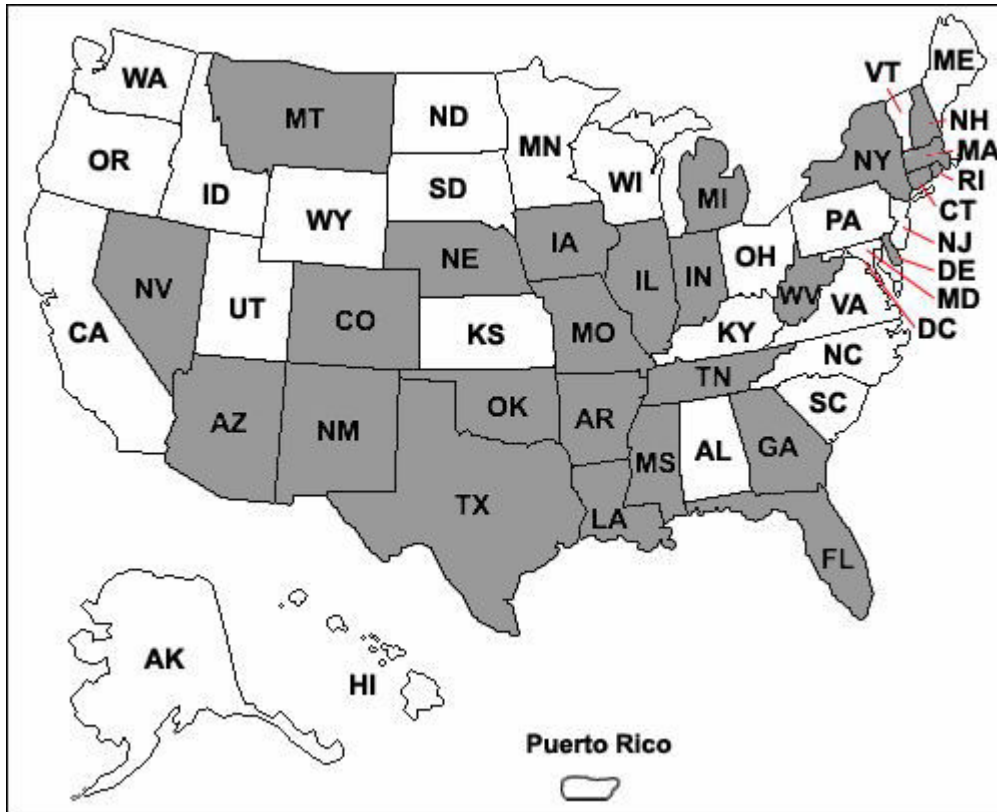 WA
MT
ND
MN
VT
ME
NH
MA
RI
CT
NJ
DE
MD
DC
OR
ID
WY
SD
WI
MI
NY
PA
NV
UT
CO
NE
IA
IL
IN
OH
WV
VA
CA
KS
MO
KY
NC
AZ
NM
OK
AR
TN
SC
TX
LA
MS
AL
GA
FL
AK
HI
Puerto Rico